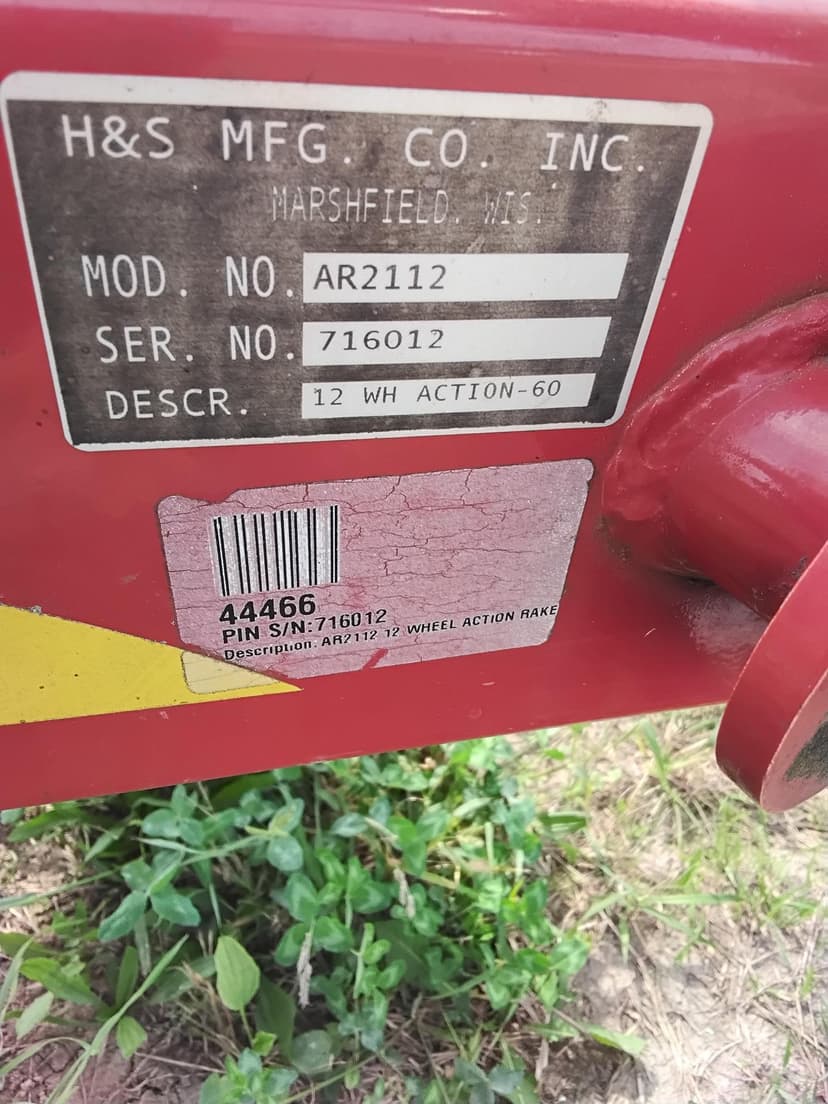 H&S MFG. CO. INC.
MARSHFIELD. WIS.
MOD. NO. AR2112
SER. NO. 716012
DESCR. 12 WH ACTION-60
44466
PIN S/N:716012
Description: AR2112 12 WHEEL ACTION RAKE